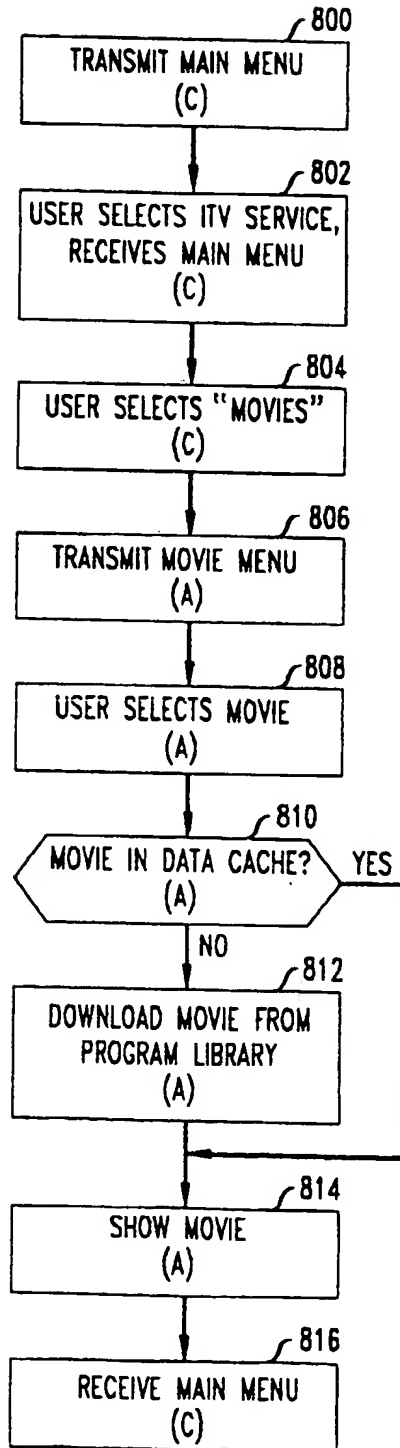 800
TRANSMIT MAIN MENU
(C)
802
USER SELECTS ITV SERVICE,
RECEIVES MAIN MENU
(C)
804
USER SELECTS "MOVIES"
(C)
806
TRANSMIT MOVIE MENU
(A)
808
USER SELECTS MOVIE
(A)
810
MOVIE IN DATA CACHE?
(A)
YES
NO
812
DOWNLOAD MOVIE FROM
PROGRAM LIBRARY
(A)
814
SHOW MOVIE
(A)
816
RECEIVE MAIN MENU
(C)